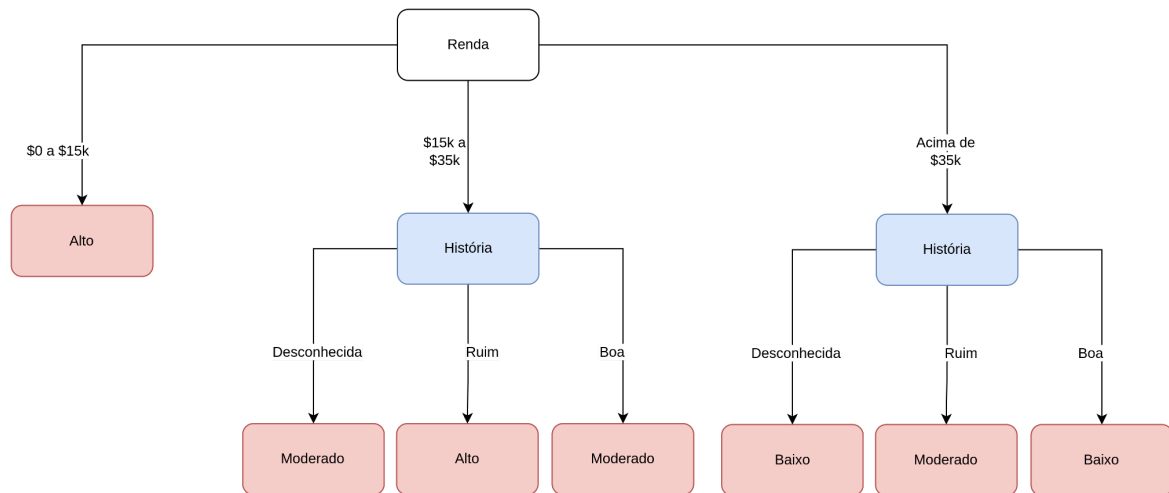 Renda
$0 a $15k
$15k a
$35k
Acima de
$35k
Alto
História
História
Desconhecida
Ruim
Boa
Desconhecida
Ruim
Boa
Moderado
Alto
Moderado
Baixo
Moderado
Baixo